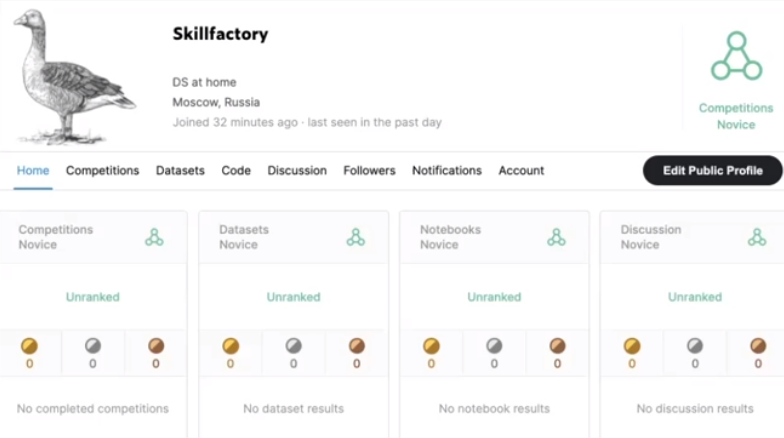 Skillfactory
DS at home
Moscow, Russia
Joined 32 minutes ago · last seen in the past day
Competitions
Novice
Home Competitions Datasets Code Discussion Followers Notifications Account Edit Public Profile
Competitions
Novice
Unranked
0 0 0
No completed competitions
Datasets
Novice
Unranked
0 0 0
No dataset results
Notebooks
Novice
Unranked
0 0 0
No notebook results
Discussion
Novice
Unranked
0 0 0
No discussion results